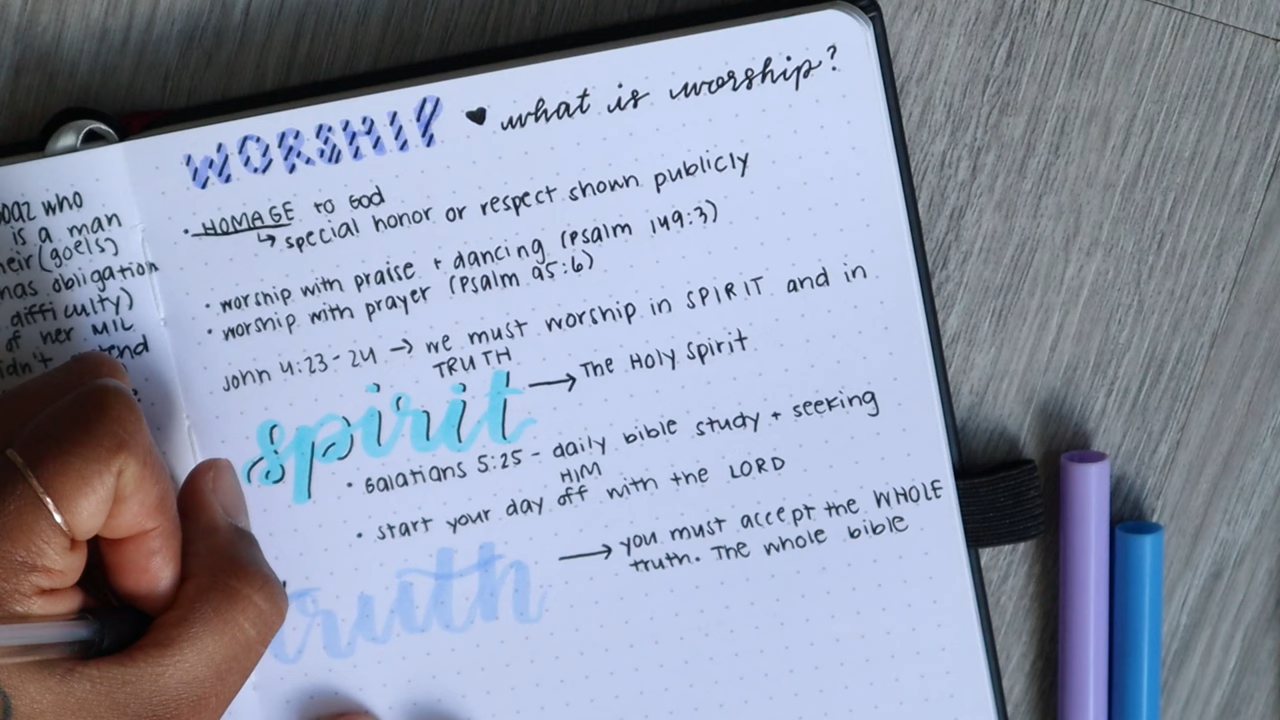 boaz who
is a man
heir (goels)
has obligation
difficulty)
of her MIL
WORSHIP ♥ what is worship?
• HOMAGE to God
↳ special honor or respect shown publicly
• worship with praise + dancing (Psalm 149:3)
• worship with prayer (Psalm 95:6)
John 4:23-24 → we must worship in SPIRIT and in
TRUTH
spirit → The Holy Spirit
• Galatians 5:25 - daily bible study + seeking
HIM
• start your day off with the LORD
truth → you must accept the WHOLE
truth. The whole bible